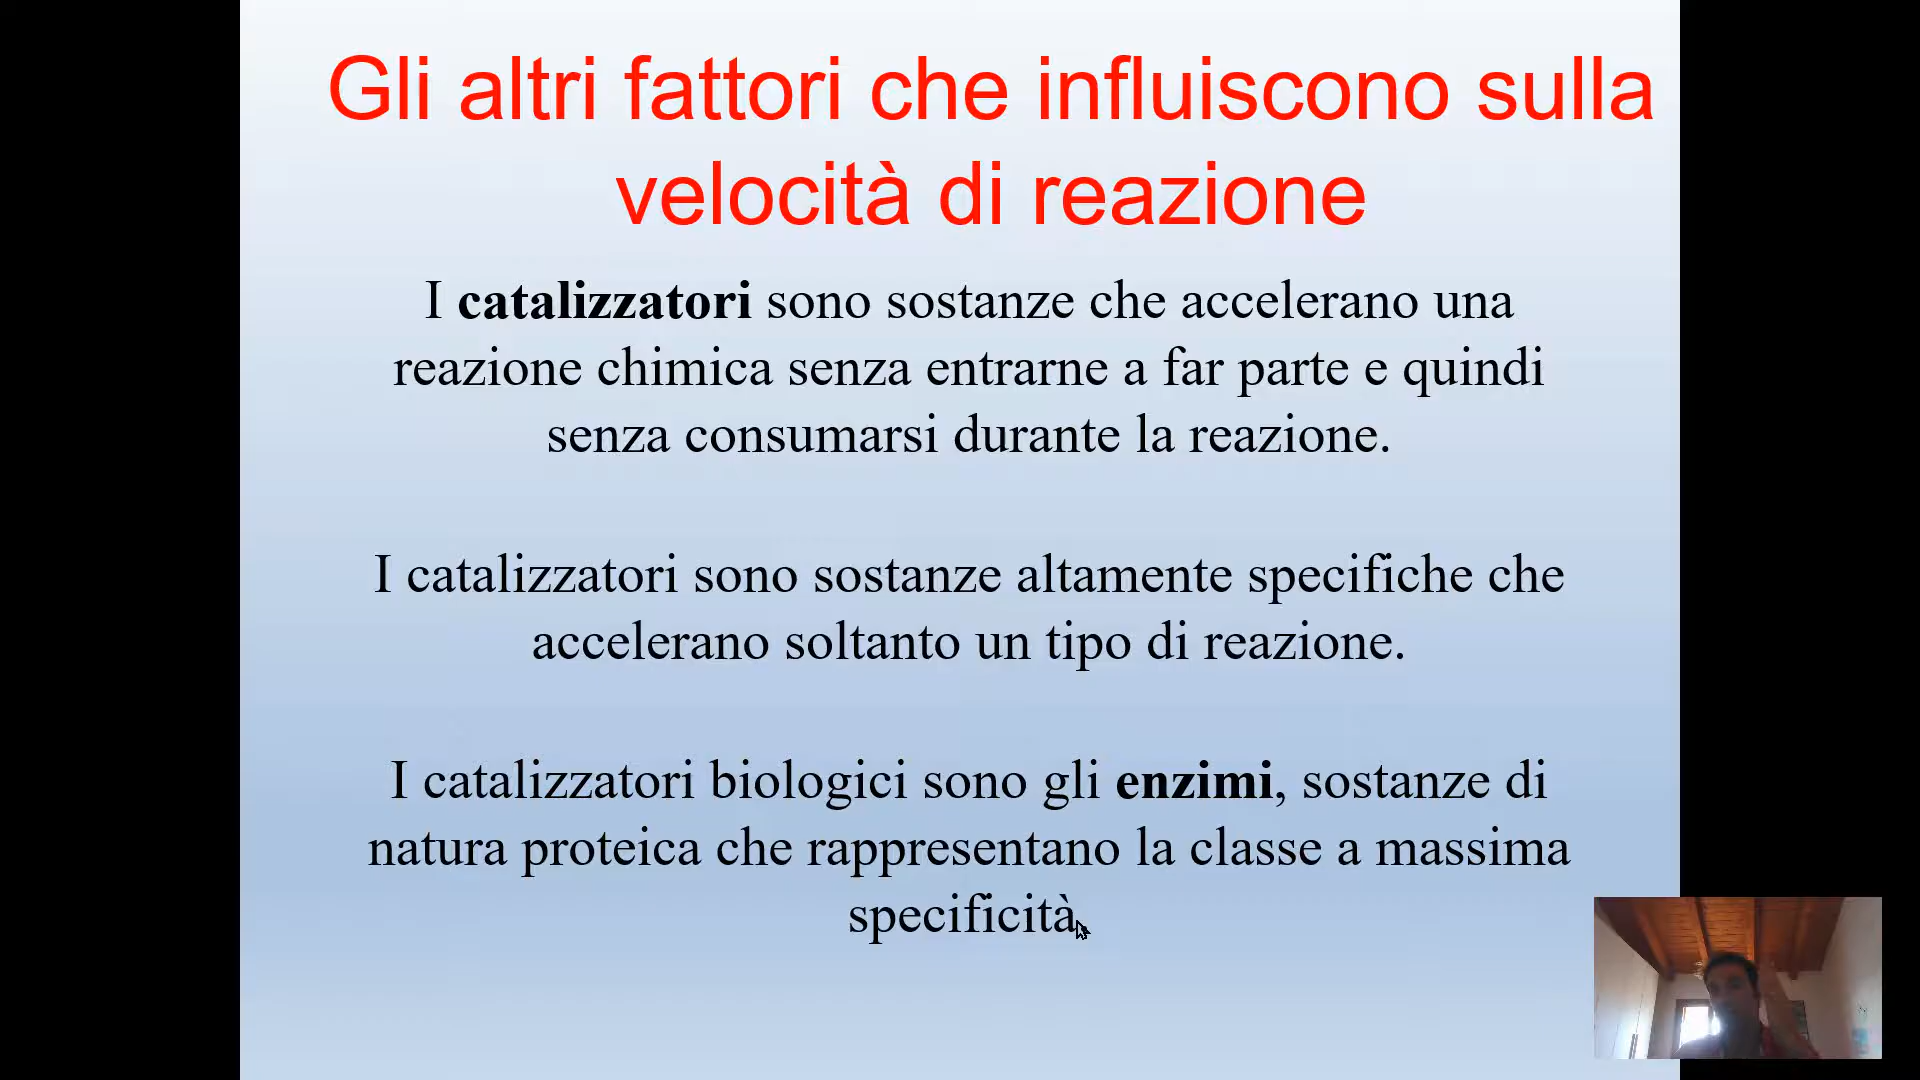 Gli altri fattori che influiscono sulla
velocità di reazione
I catalizzatori sono sostanze che accelerano una
reazione chimica senza entrarne a far parte e quindi
senza consumarsi durante la reazione.
I catalizzatori sono sostanze altamente specifiche che
accelerano soltanto un tipo di reazione.
I catalizzatori biologici sono gli enzimi, sostanze di
natura proteica che rappresentano la classe a massima
specificità.